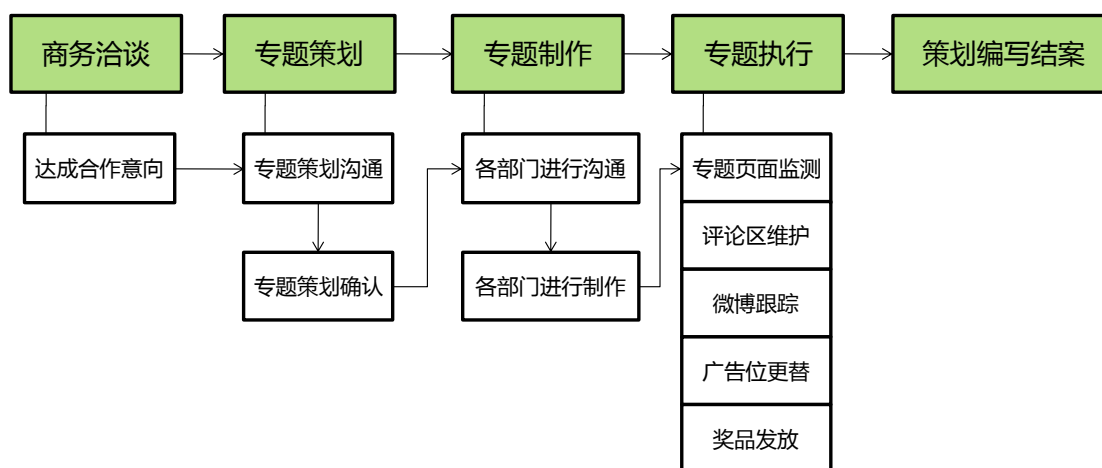 商务洽谈
专题策划
专题制作
专题执行
策划编写结案
达成合作意向
专题策划沟通
各部门进行沟通
专题页面监测
评论区维护
专题策划确认
各部门进行制作
微博跟踪
广告位更替
奖品发放